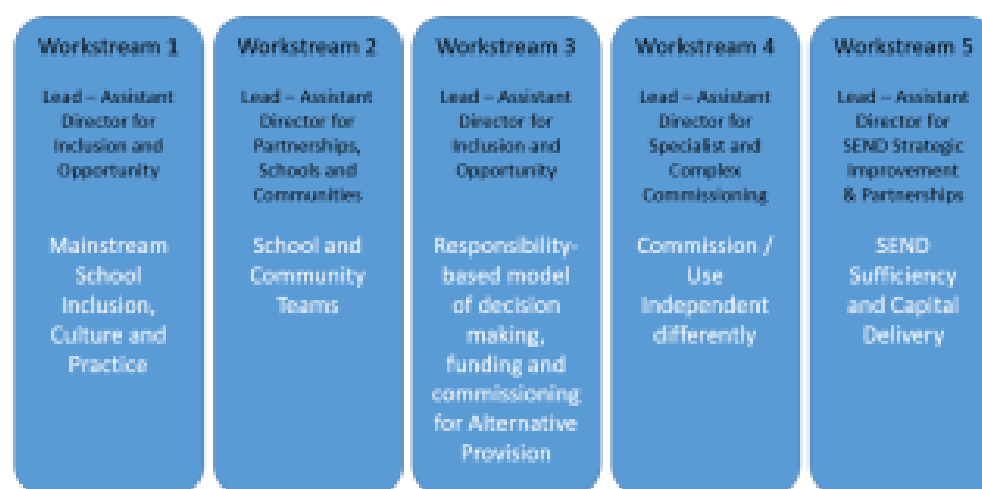 Workstream 1
Lead – Assistant
Director for
Inclusion and
Opportunity
Mainstream
School
Inclusion,
Culture and
Practice
Workstream 2
Lead – Assistant
Director for
Partnerships,
Schools and
Communities
School and
Community
Teams
Workstream 3
Lead – Assistant
Director for
Inclusion and
Opportunity
Responsibility-
based model
of decision
making,
funding and
commissioning
for Alternative
Provision
Workstream 4
Lead – Assistant
Director for
Specialist and
Complex
Commissioning
Commission /
Use
Independent
differently
Workstream 5
Lead – Assistant
Director for
SEND Strategic
Improvement
& Partnerships
SEND
Sufficiency
and Capital
Delivery